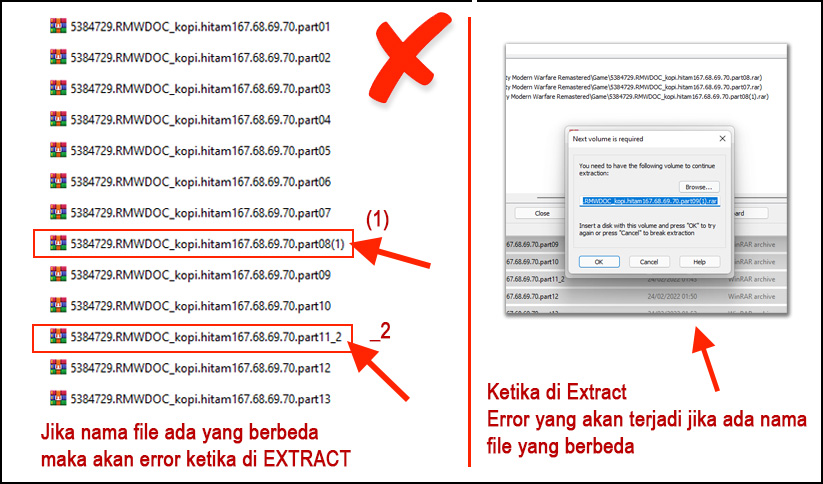 5384729.RMWDOC_kopi.hitam167.68.69.70.part01
5384729.RMWDOC_kopi.hitam167.68.69.70.part02
5384729.RMWDOC_kopi.hitam167.68.69.70.part03
5384729.RMWDOC_kopi.hitam167.68.69.70.part04
5384729.RMWDOC_kopi.hitam167.68.69.70.part05
5384729.RMWDOC_kopi.hitam167.68.69.70.part06
5384729.RMWDOC_kopi.hitam167.68.69.70.part07
(1)
5384729.RMWDOC_kopi.hitam167.68.69.70.part08(1)
5384729.RMWDOC_kopi.hitam167.68.69.70.part09
5384729.RMWDOC_kopi.hitam167.68.69.70.part10
_2
5384729.RMWDOC_kopi.hitam167.68.69.70.part11_2
5384729.RMWDOC_kopi.hitam167.68.69.70.part12
5384729.RMWDOC_kopi.hitam167.68.69.70.part13
Jika nama file ada yang berbeda
maka akan error ketika di EXTRACT
ty Modern Warfare Remastered\Game\5384729.RMWDOC_kopi.hitam167.68.69.70.part08.rar)
ty Modern Warfare Remastered\Game\5384729.RMWDOC_kopi.hitam167.68.69.70.part07.rar)
y Modern Warfare Remastered\Game\5384729.RMWDOC_kopi.hitam167.68.69.70.part08(1).rar)
Next volume is required
You need to have the following volume to continue
extraction:
Browse...
.RMWDOC_kopi.hitam167.68.69.70.part09(1).rar
Insert a disk with this volume and press "OK" to try
again or press "Cancel" to break extraction
OK Cancel Help
Close
ard
67.68.69.70.part09
67.68.69.70.part10
67.68.69.70.part11_2 24/02/2022 01:45 WinRAR archive
67.68.69.70.part12 24/02/2022 01:50 WinRAR archive
Ketika di Extract
Error yang akan terjadi jika ada nama
file yang berbeda